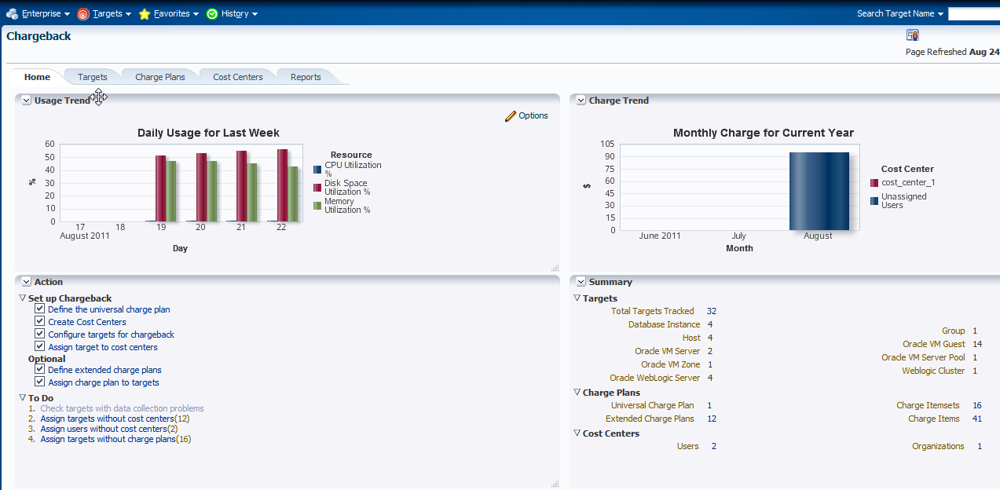 Enterprise Targets Favorites History Search Target Name
Chargeback
Page Refreshed Aug 24
Home Targets Charge Plans Cost Centers Reports
Usage Trend
Options
Daily Usage for Last Week
60
50
40
30
20
10
0
%
17 18 19 20 21 22
August 2011
Day
Resource
CPU Utilization
%
Disk Space
Utilization %
Memory
Utilization %
Charge Trend
Monthly Charge for Current Year
105
90
75
60
45
30
15
0
$
June 2011 July August
Month
Cost Center
cost_center_1
Unassigned
Users
Action
Set up Chargeback
Define the universal charge plan
Create Cost Centers
Configure targets for chargeback
Assign target to cost centers
Optional
Define extended charge plans
Assign charge plan to targets
To Do
1. Check targets with data collection problems
2. Assign targets without cost centers(12)
3. Assign users without cost centers(2)
4. Assign targets without charge plans(16)
Summary
Targets
Total Targets Tracked 32
Database Instance 4
Host 4
Oracle VM Server 2
Oracle VM Zone 1
Oracle WebLogic Server 4
Group 1
Oracle VM Guest 14
Oracle VM Server Pool 1
Weblogic Cluster 1
Charge Plans
Universal Charge Plan 1
Extended Charge Plans 12
Charge Itemsets 16
Charge Items 41
Cost Centers
Users 2
Organizations 1